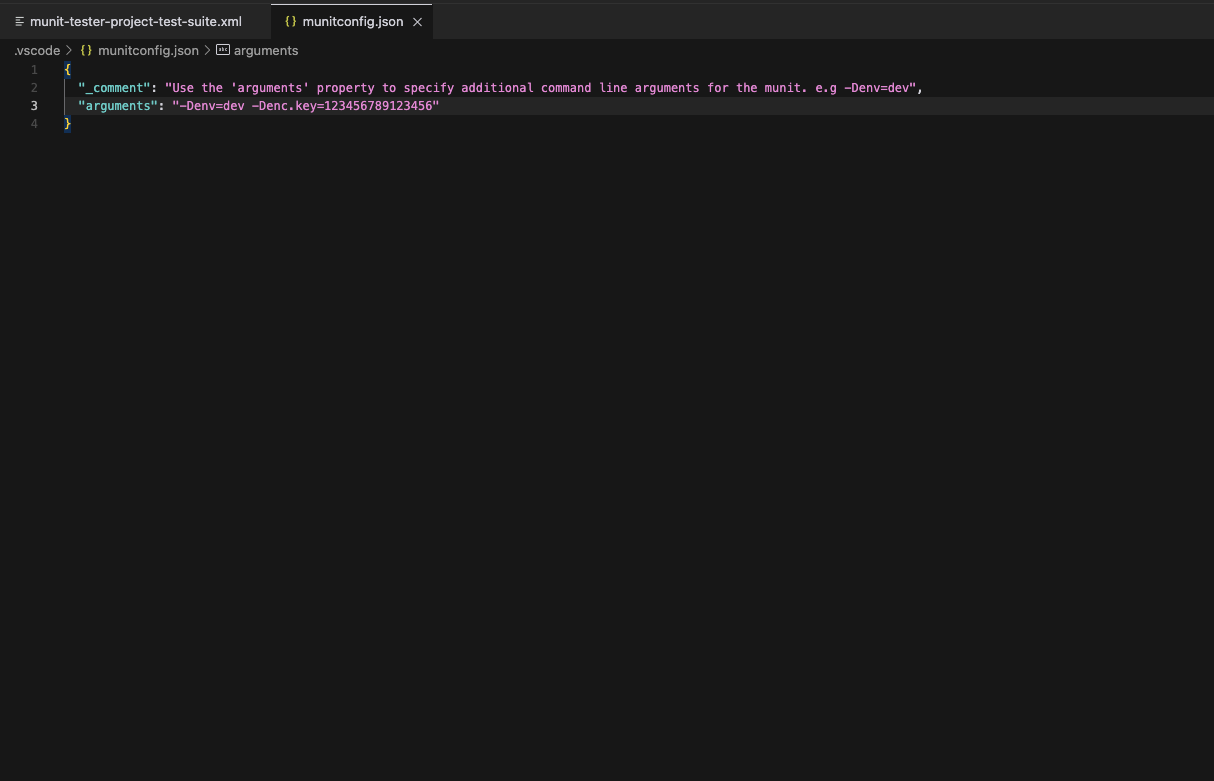 munit-tester-project-test-suite.xml {} munitconfig.json
.vscode > {} munitconfig.json > abc arguments
1 {
2 "_comment": "Use the 'arguments' property to specify additional command line arguments for the munit. e.g -Denv=dev",
3 "arguments": "-Denv=dev -Denc.key=123456789123456"
4 }